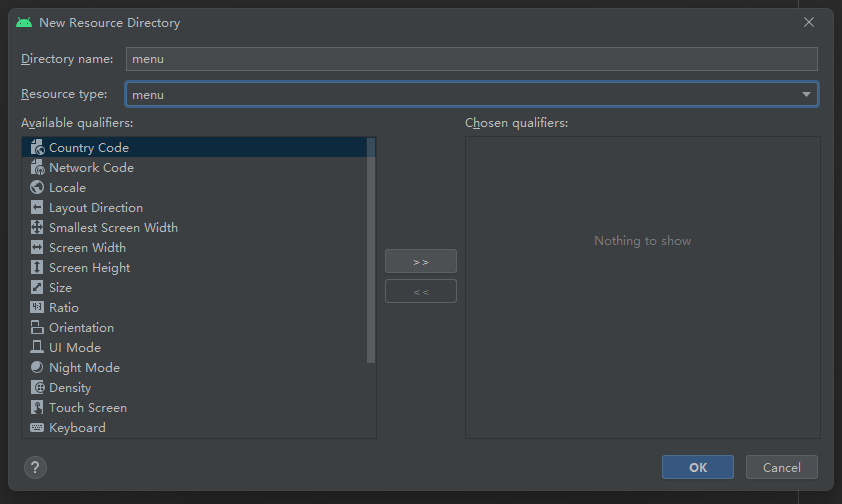 New Resource Directory
Directory name: menu
Resource type: menu
Available qualifiers:
Chosen qualifiers:
Country Code
Network Code
Locale
Layout Direction
Smallest Screen Width
Screen Width
Screen Height
Size
Ratio
Orientation
UI Mode
Night Mode
Density
Touch Screen
Keyboard
>>
<<
Nothing to show
?
OK
Cancel